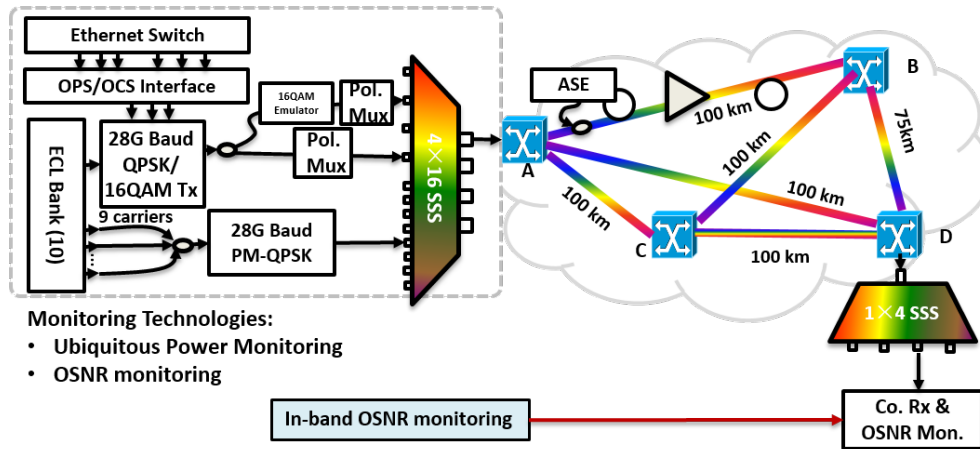 Ethernet Switch
OPS/OCS Interface
ECL Bank (10)
28G Baud
QPSK/
16QAM Tx
16QAM
Emulator
Pol.
Mux
Pol.
Mux
9 carriers
28G Baud
PM-QPSK
4×16 SSS
ASE
A
B
C
D
100 km
100 km
75km
100 km
100 km
100 km
1×4 SSS
Monitoring Technologies:
• Ubiquitous Power Monitoring
• OSNR monitoring
In-band OSNR monitoring
Co. Rx &
OSNR Mon.